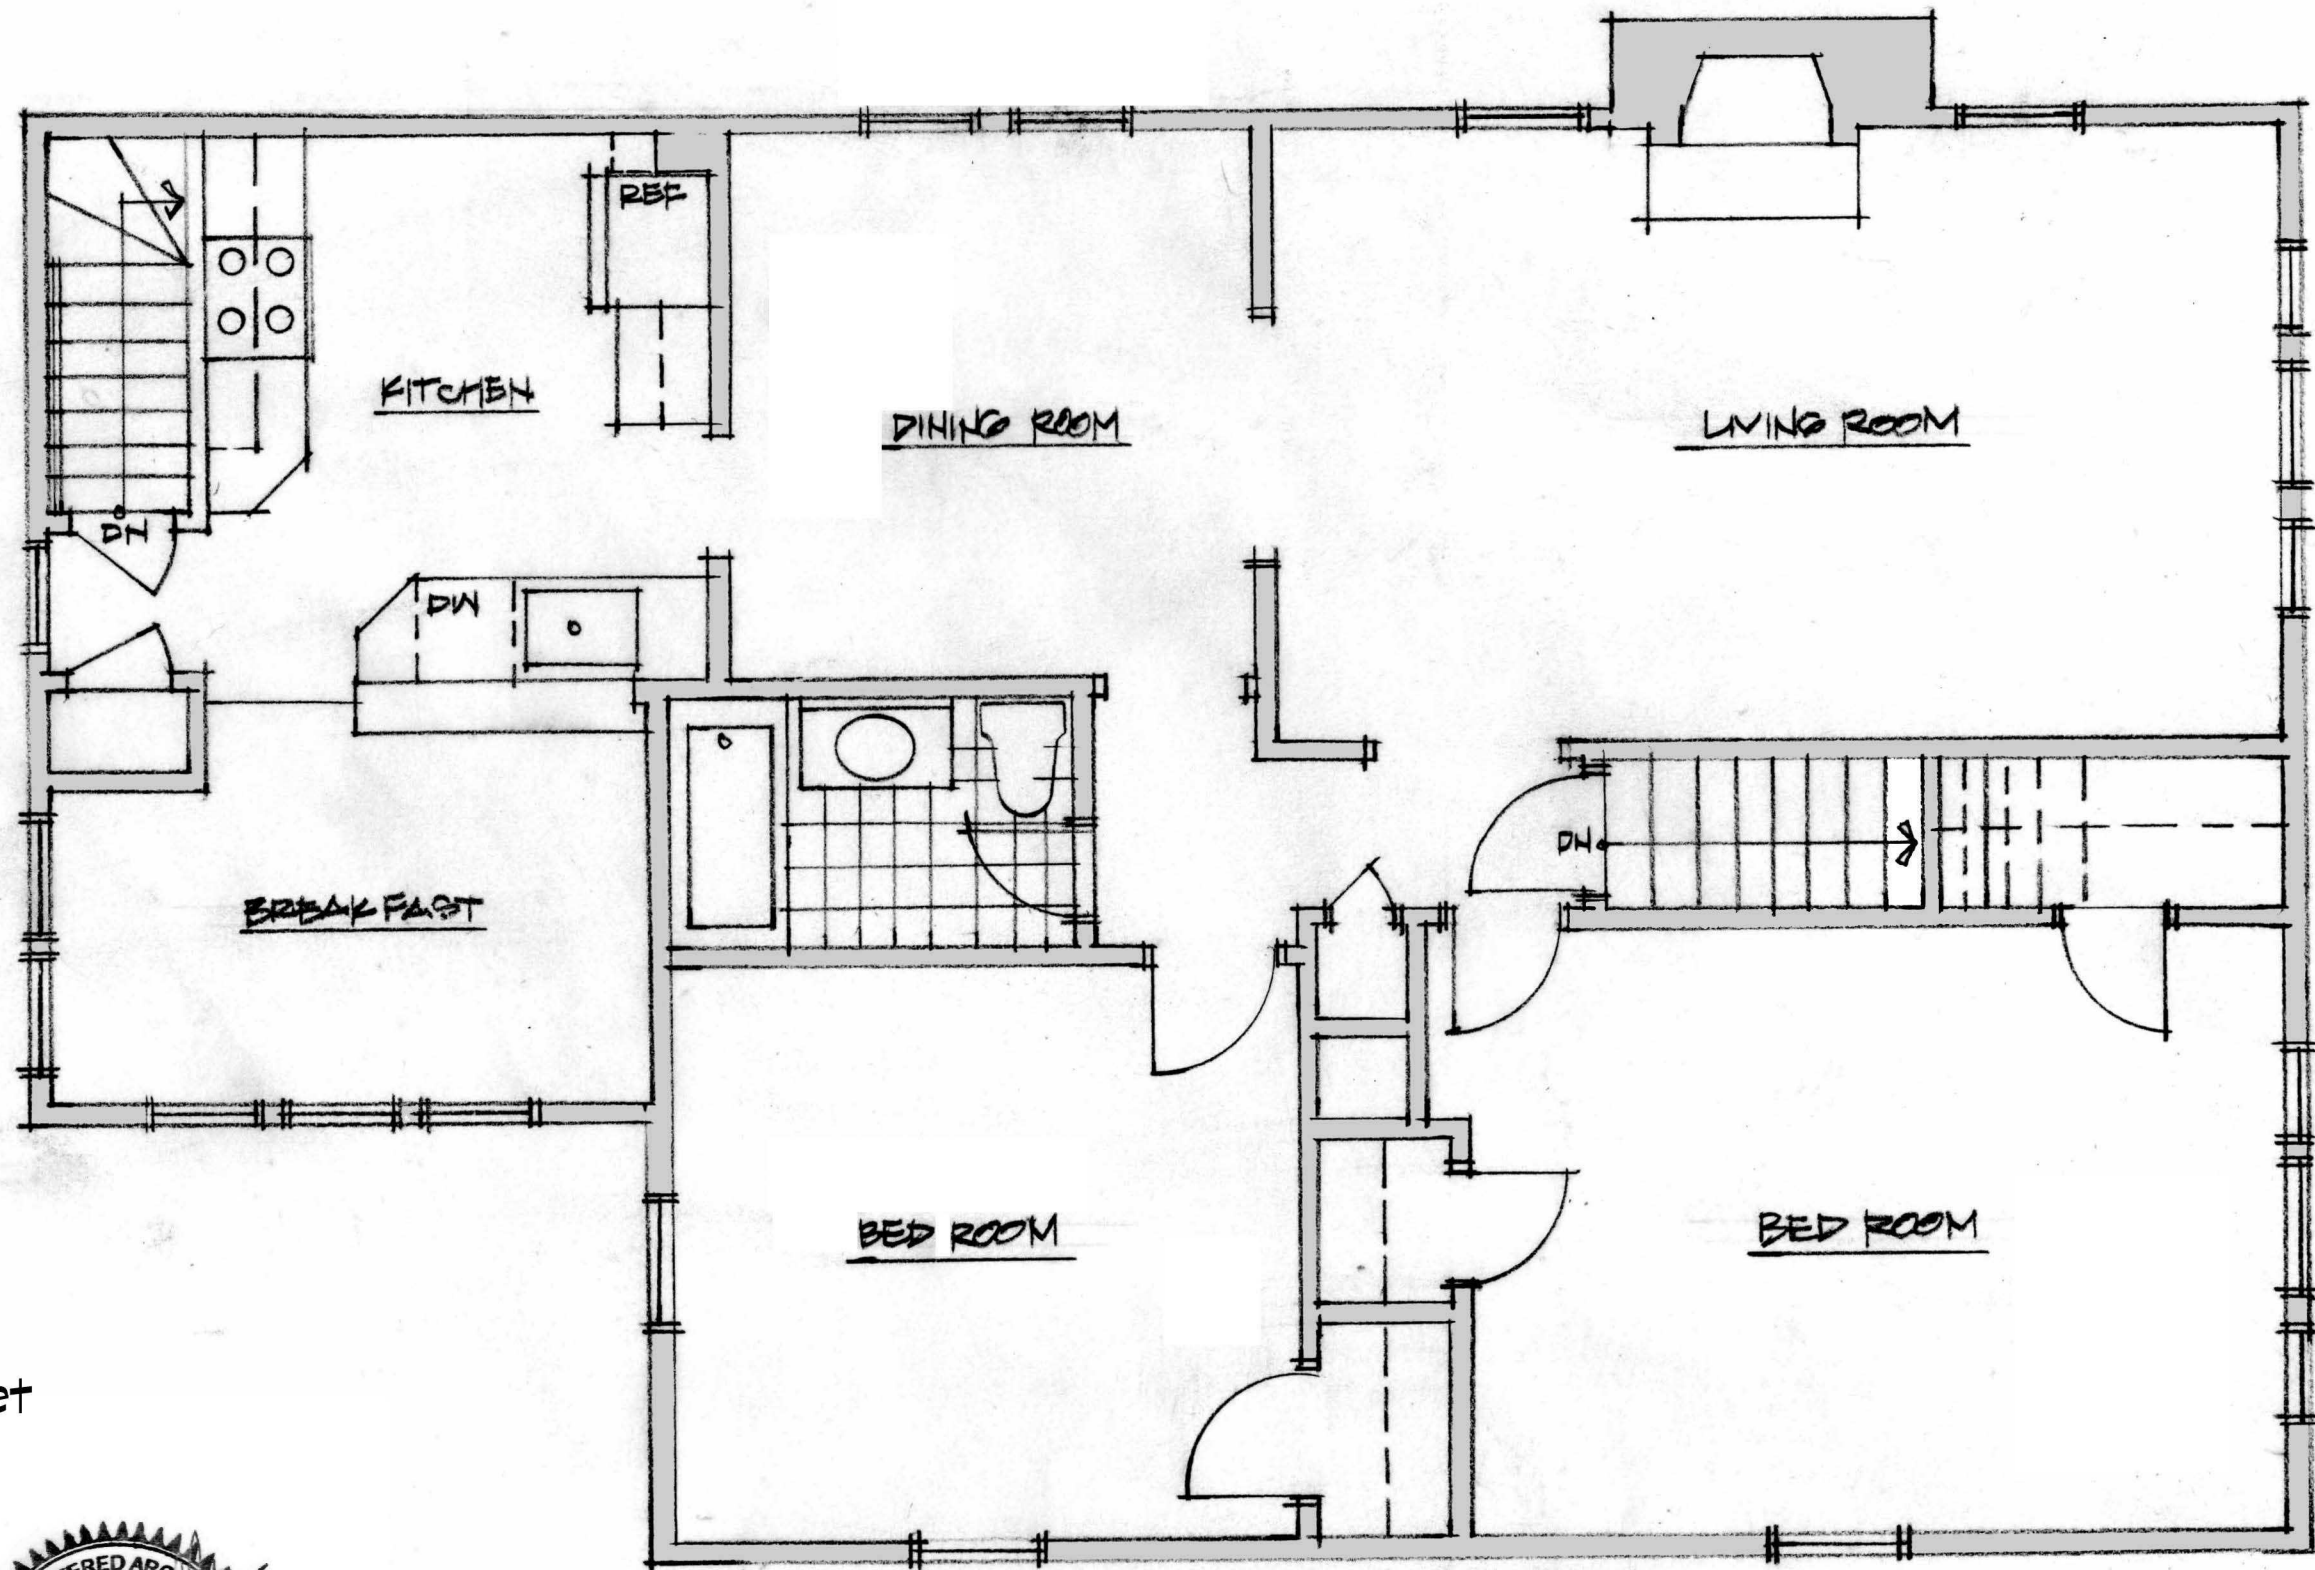 REF
KITCHEN
DINING ROOM
LIVING ROOM
DN
DW
DN
BREAKFAST
BED ROOM
BED ROOM